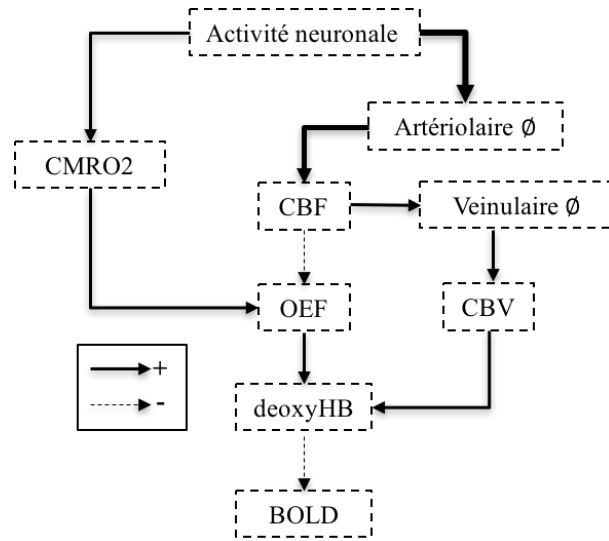 Activité neuronale
Artériolaire ∅
CMRO2
CBF
Veinulaire ∅
OEF
CBV
+
-
deoxyHB
BOLD